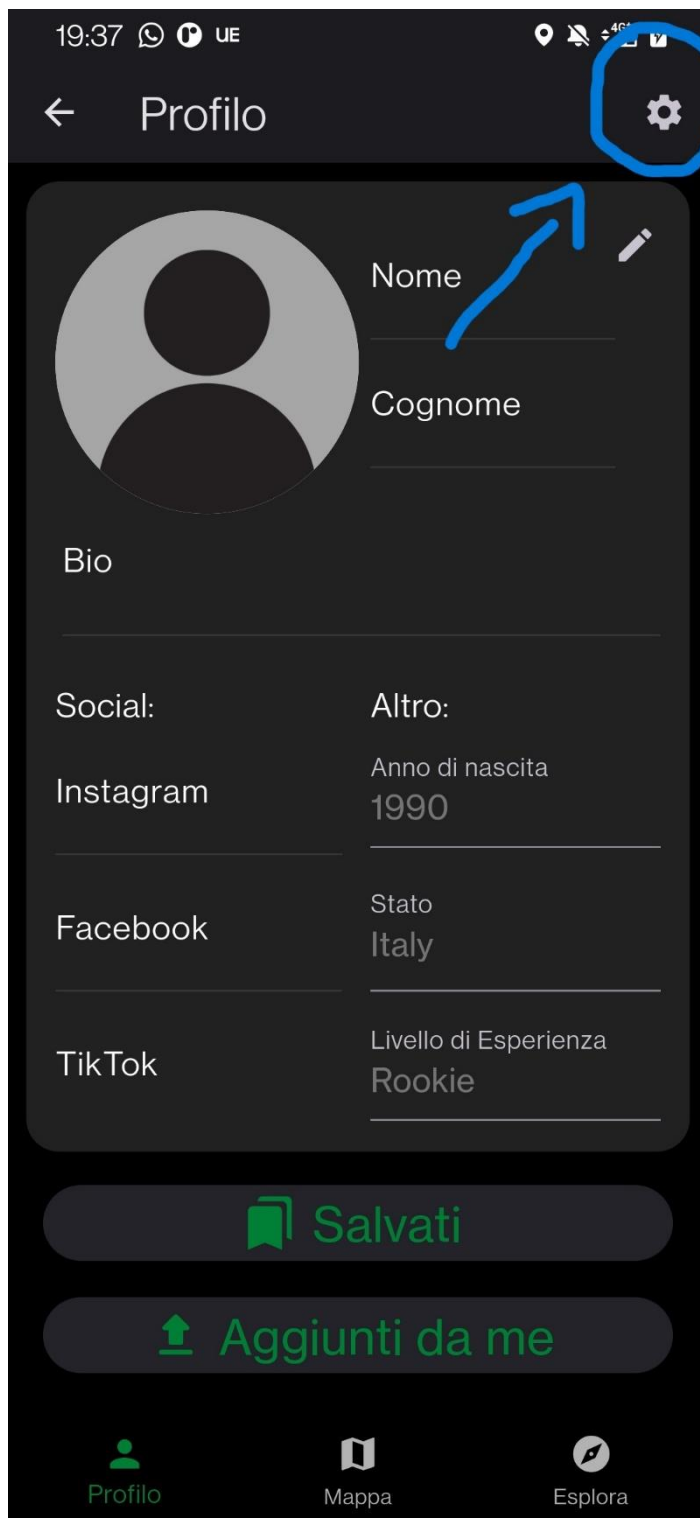 19:37 UE 4G+
Profilo
Nome
Cognome
Bio
Social:
Altro:
Instagram
Anno di nascita
1990
Facebook
Stato
Italy
TikTok
Livello di Esperienza
Rookie
Salvati
Aggiunti da me
Profilo
Mappa
Esplora